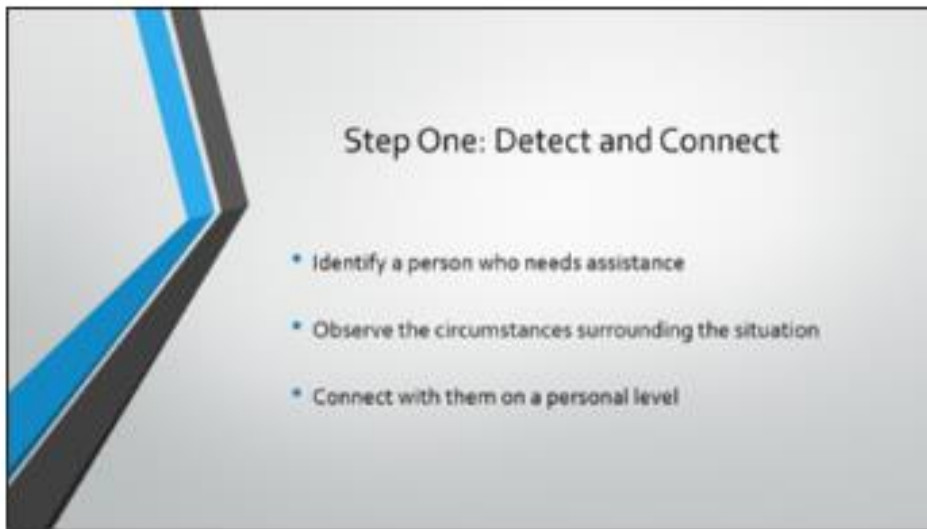 Step One: Detect and Connect
• Identify a person who needs assistance
• Observe the circumstances surrounding the situation
• Connect with them on a personal level